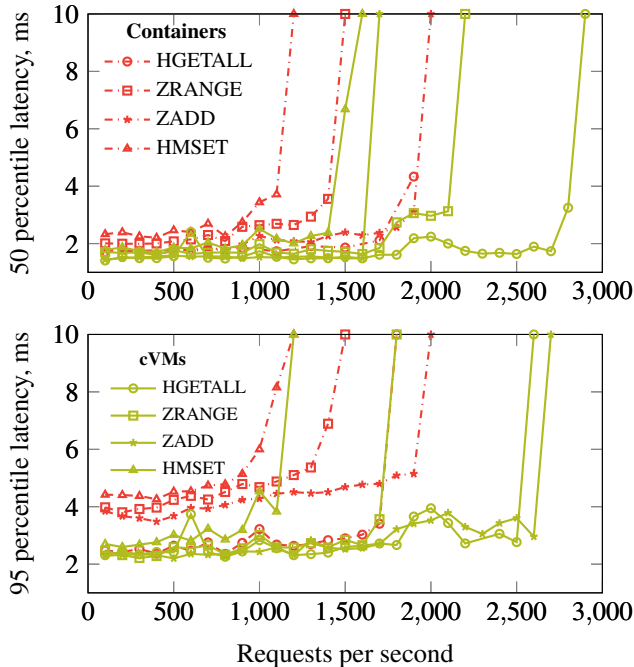 50 percentile latency, ms
10
8
6
4
2
Containers
HGETALL
ZRANGE
ZADD
HMSET
0 500 1,000 1,500 2,000 2,500 3,000
95 percentile latency, ms
10
8
6
4
2
cVMs
HGETALL
ZRANGE
ZADD
HMSET
0 500 1,000 1,500 2,000 2,500 3,000
Requests per second